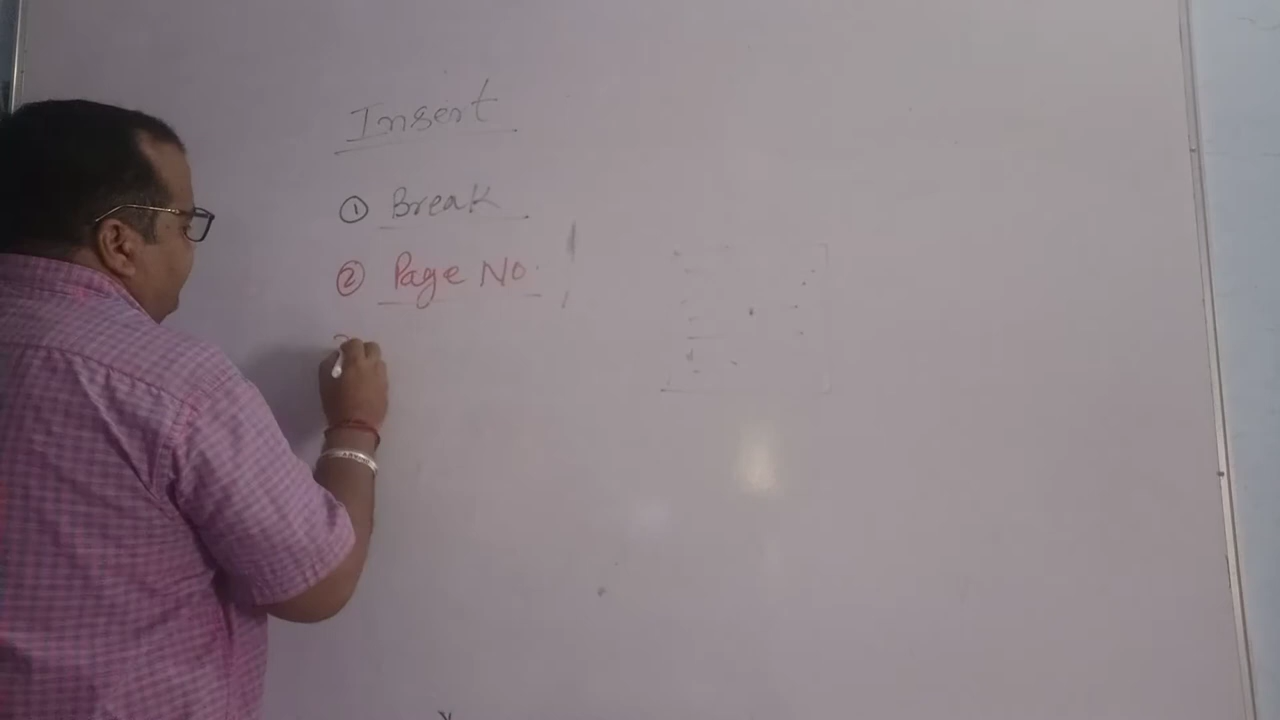 Insert
① Break
② Page No.